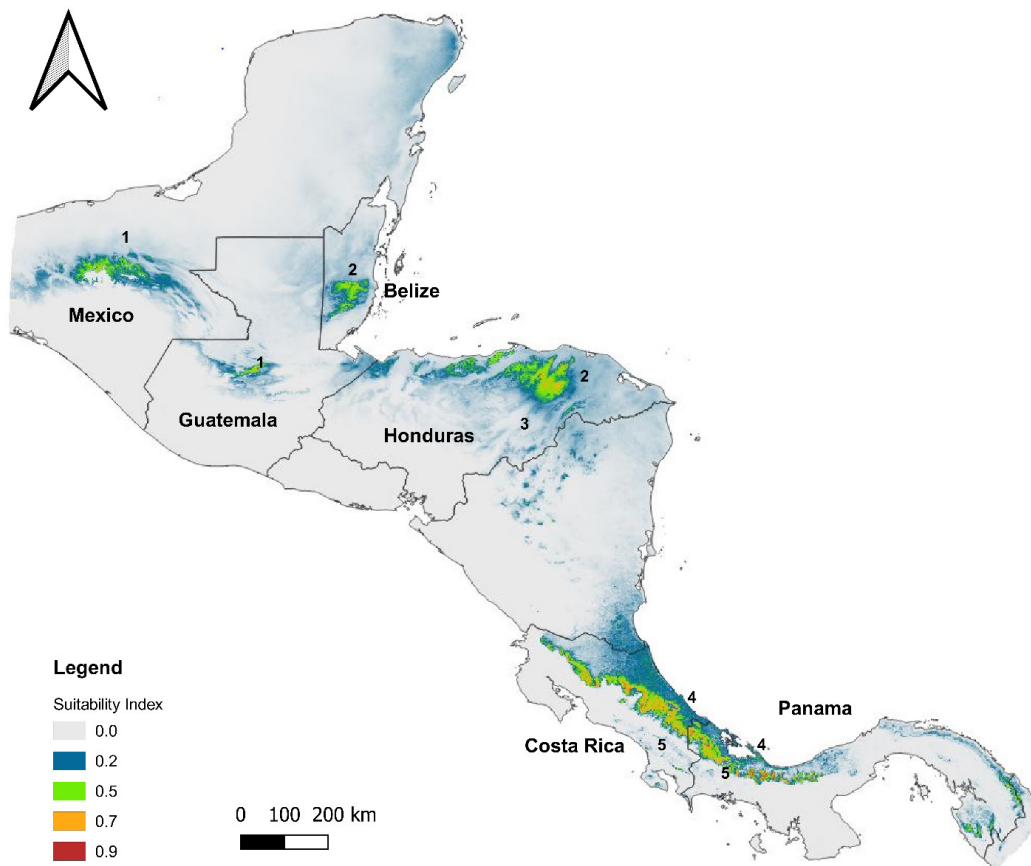 1
2
Belize
Mexico
1
2
Guatemala
3
Honduras
Legend
Suitability Index
0.0
0.2
0.5
0.7
0.9
0 100 200 km
4
Panama
Costa Rica
5
4
5